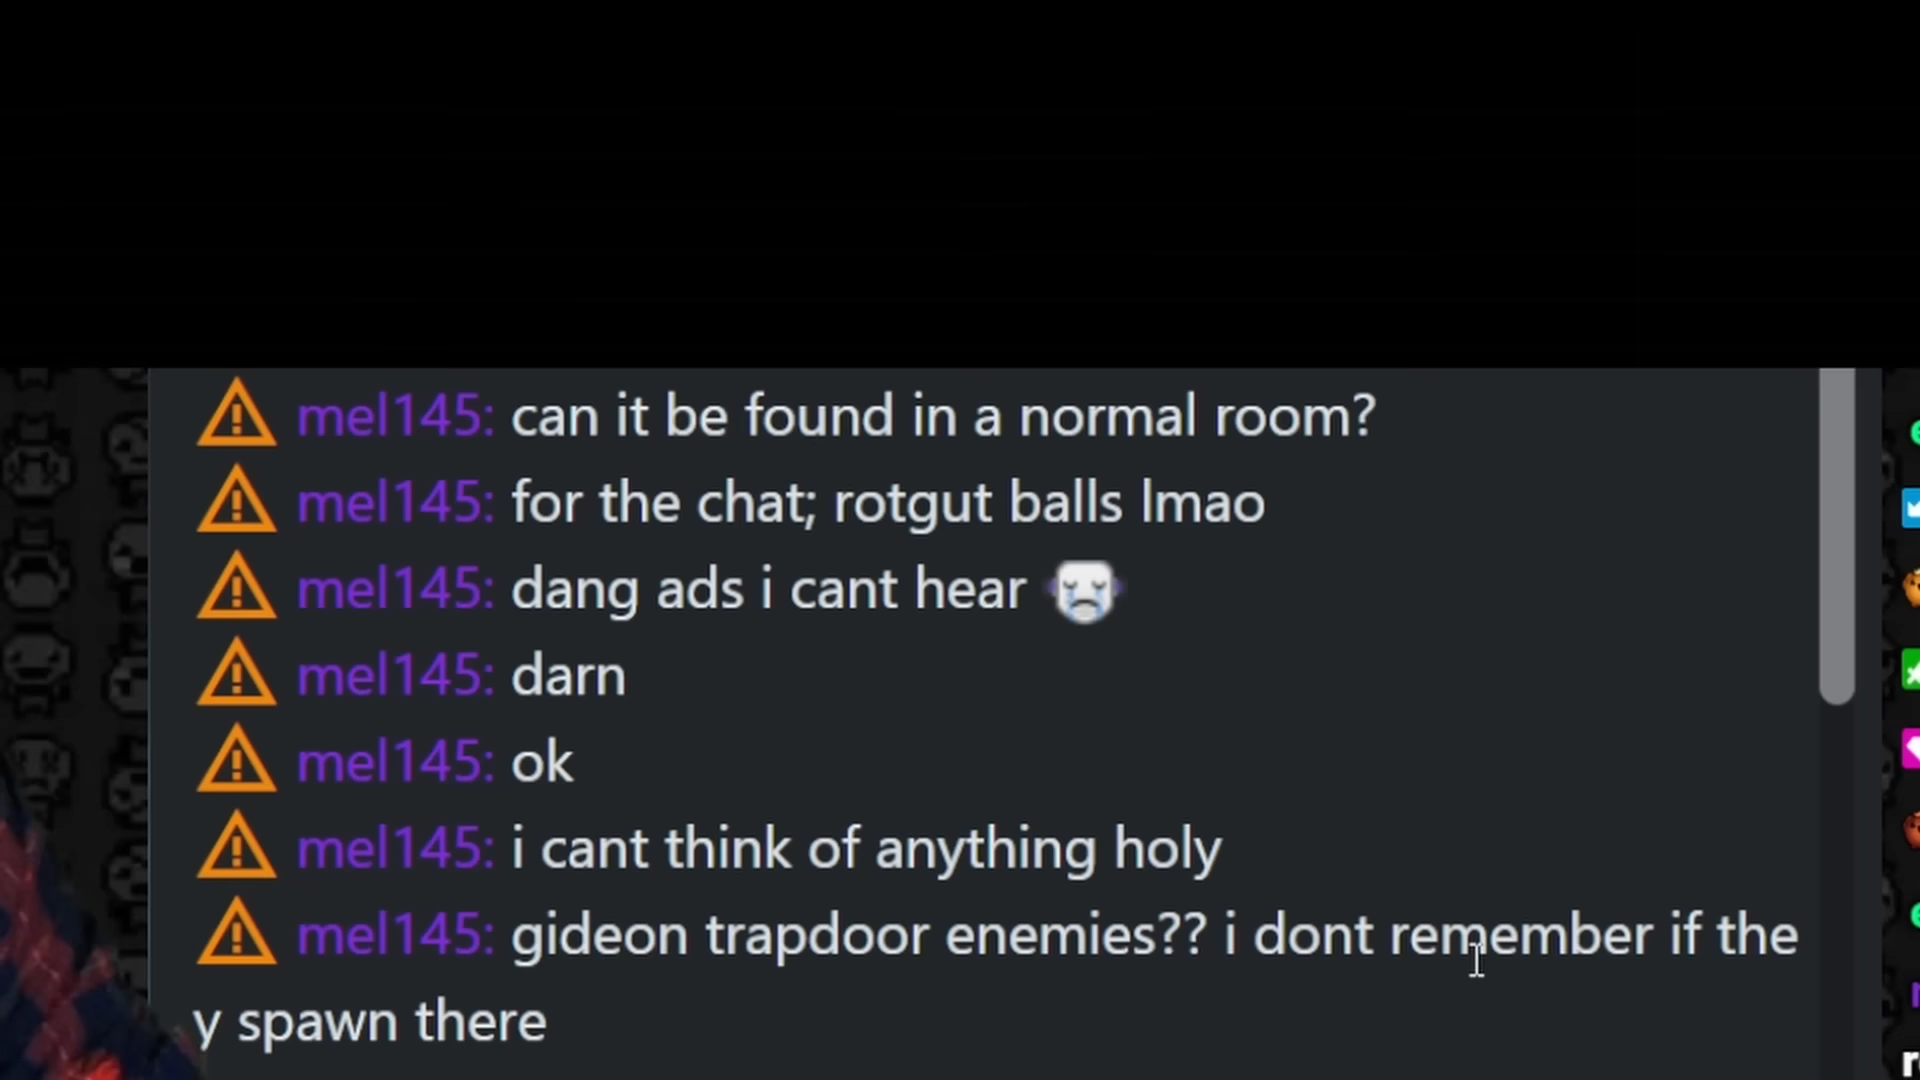 mel145: can it be found in a normal room?
mel145: for the chat; rotgut balls lmao
mel145: dang ads i cant hear
mel145: darn
mel145: ok
mel145: i cant think of anything holy
mel145: gideon trapdoor enemies?? i dont remember if the
y spawn there